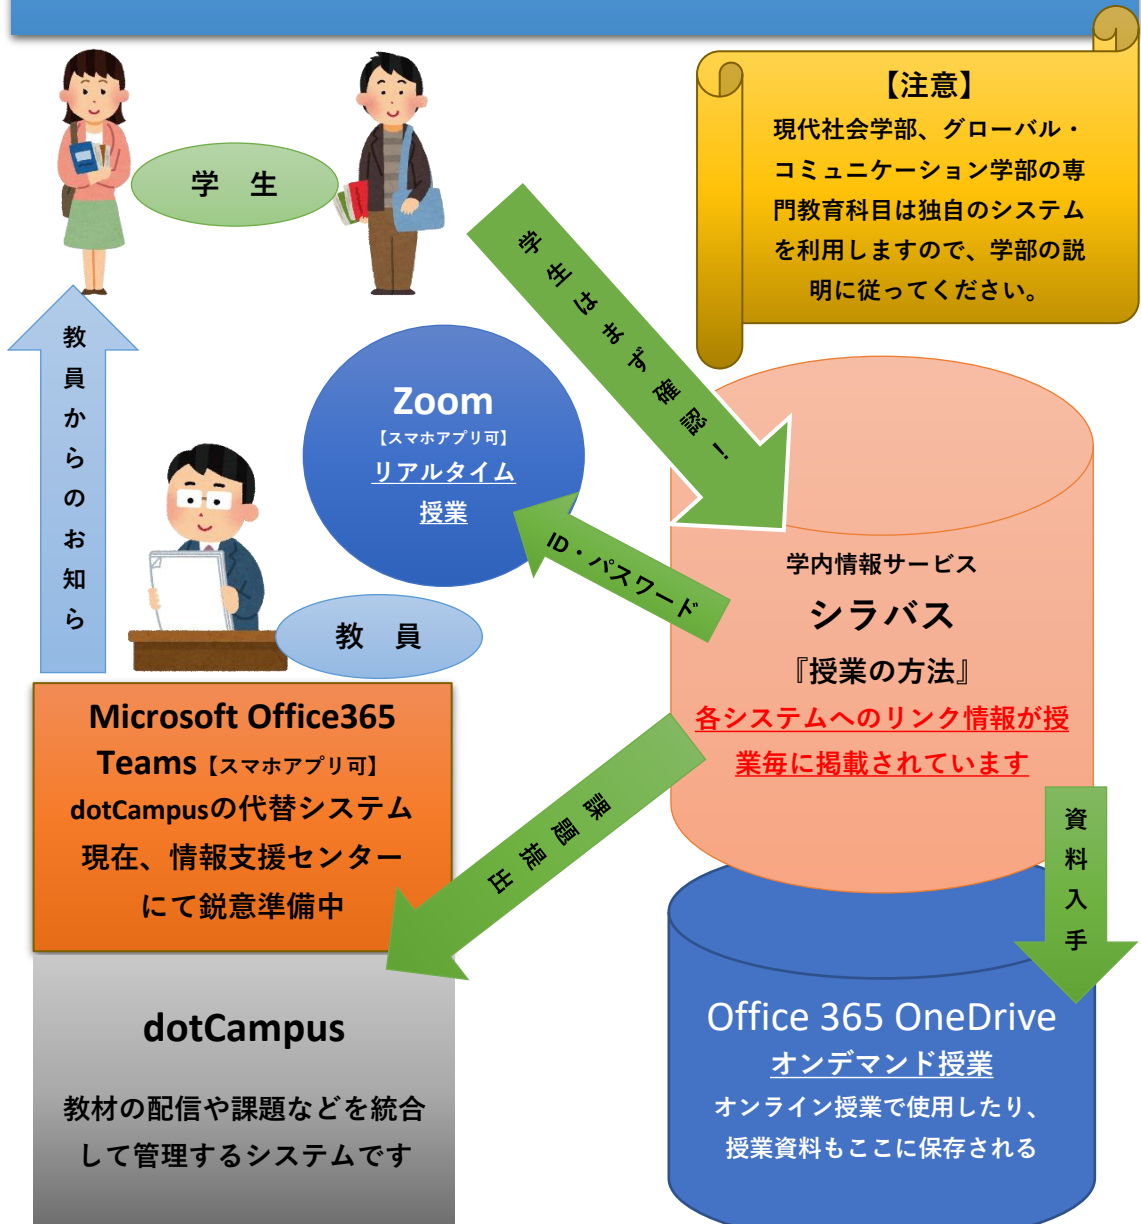 【注意】
現代社会学部、グローバル・
コミュニケーション学部の専
門教育科目は独自のシステム
を利用しますので、学部の説
明に従ってください。
学 生
学生はまず確認！
教員からのお知ら
Zoom
【スマホアプリ可】
リアルタイム
授業
ID・パスワード
教 員
学内情報サービス
シラバス
『授業の方法』
各システムへのリンク情報が授
業毎に掲載されています
Microsoft Office365
Teams【スマホアプリ可】
dotCampusの代替システム
現在、情報支援センター
にて鋭意準備中
課題提出
資料入手
dotCampus
教材の配信や課題などを統合
して管理するシステムです
Office 365 OneDrive
オンデマンド授業
オンライン授業で使用したり、
授業資料もここに保存される